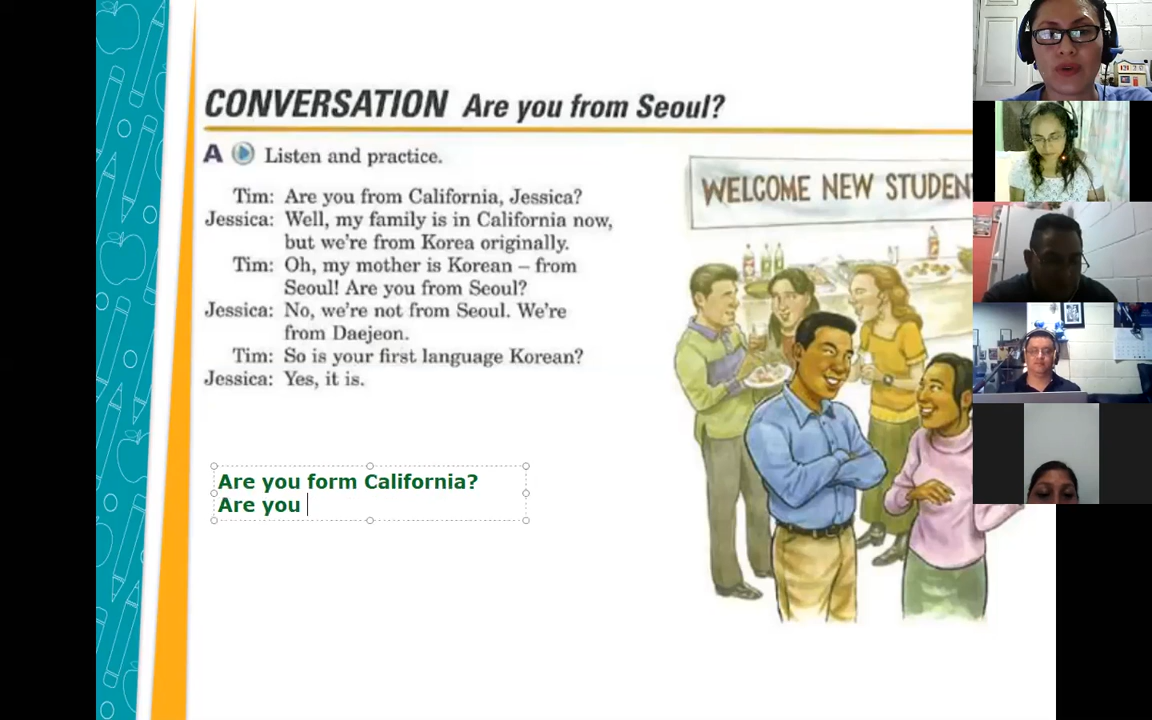 CONVERSATION Are you from Seoul?
A Listen and practice.
Tim: Are you from California, Jessica?
Jessica: Well, my family is in California now,
but we're from Korea originally.
Tim: Oh, my mother is Korean – from
Seoul! Are you from Seoul?
Jessica: No, we're not from Seoul. We're
from Daejeon.
Tim: So is your first language Korean?
Jessica: Yes, it is.
WELCOME NEW STUDEN
Are you form California?
Are you